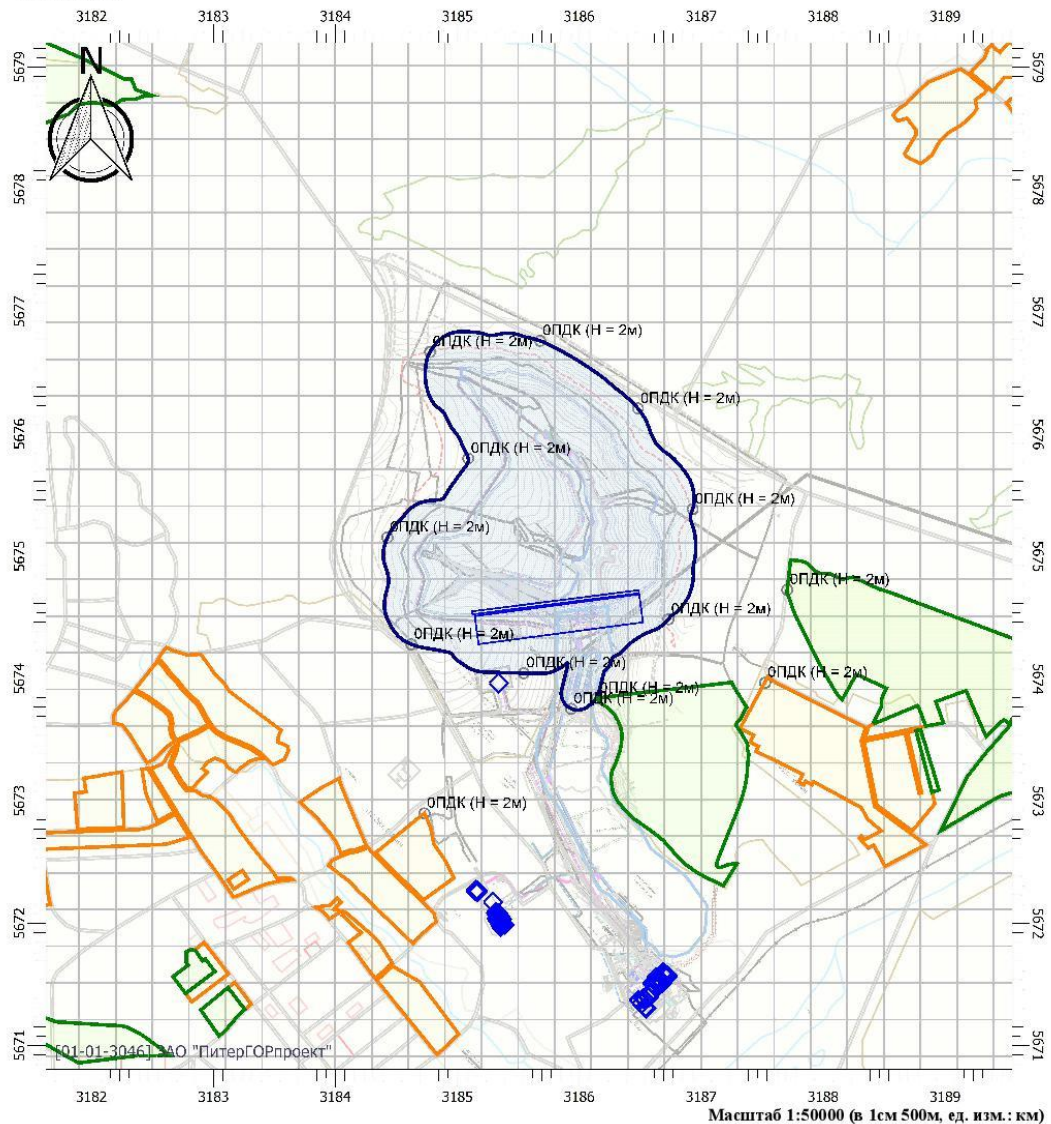 3182 3183 3184 3185 3186 3187 3188 3189
5679 5679
N
5678 5678
5677 5677
0ПДК (Н = 2м)
0ПДК (Н = 2м)
0ПДК (Н = 2м)
5676 5676
0ПДК (Н = 2м)
0ПДК (Н = 2м)
0ПДК (Н = 2м)
5675 5675
0ПДК (Н = 2м)
0ПДК (Н = 2м)
0ПДК (Н = 2м)
0ПДК (Н = 2м)
5674 5674
0ПДК (Н = 2м)
0ПДК (Н = 2м)
0ПДК (Н = 2м)
5673 5673
0ПДК (Н = 2м)
5672 5672
5671 5671
[01-01-3046] ЗАО "ПитерГОРпроект"
3182 3183 3184 3185 3186 3187 3188 3189
Масштаб 1:50000 (в 1см 500м, ед. изм.: км)